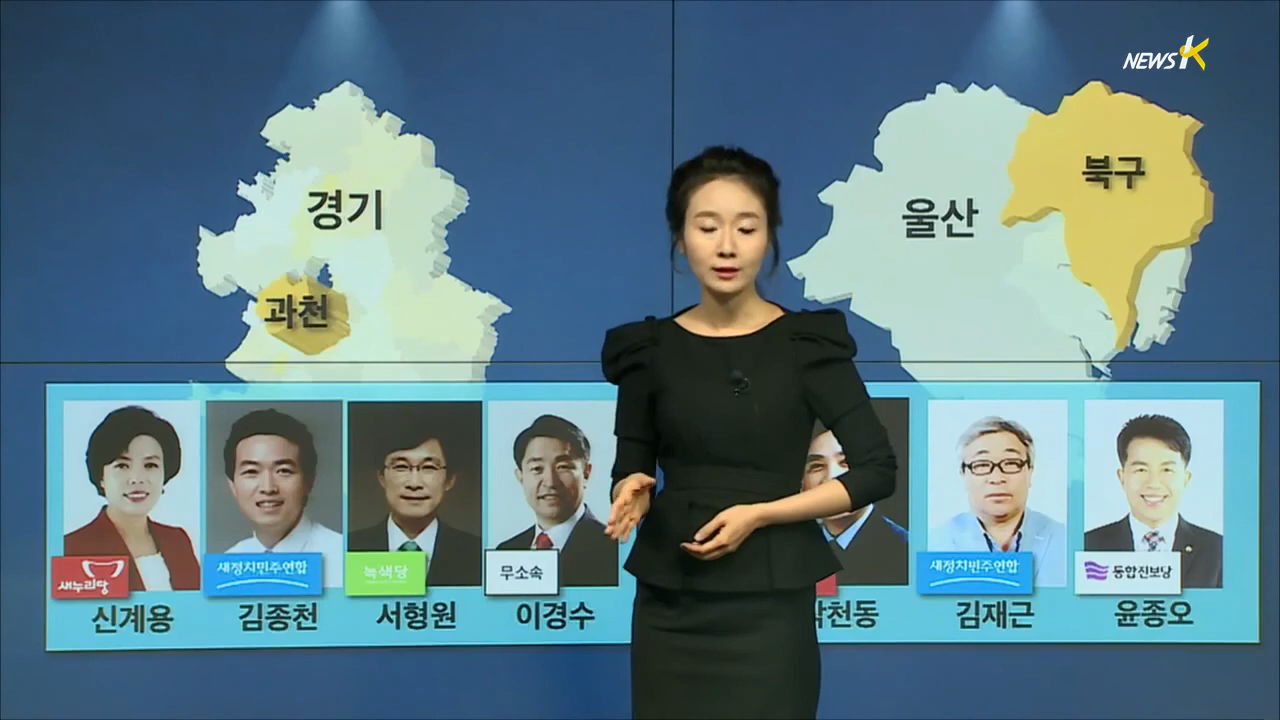 NEWS K
경기
과천
울산
북구
새누리당
새정치민주연합
녹색당
무소속
새정치민주연합
통합진보당
신계용
김종천
서형원
이경수
천동
김재근
윤종오